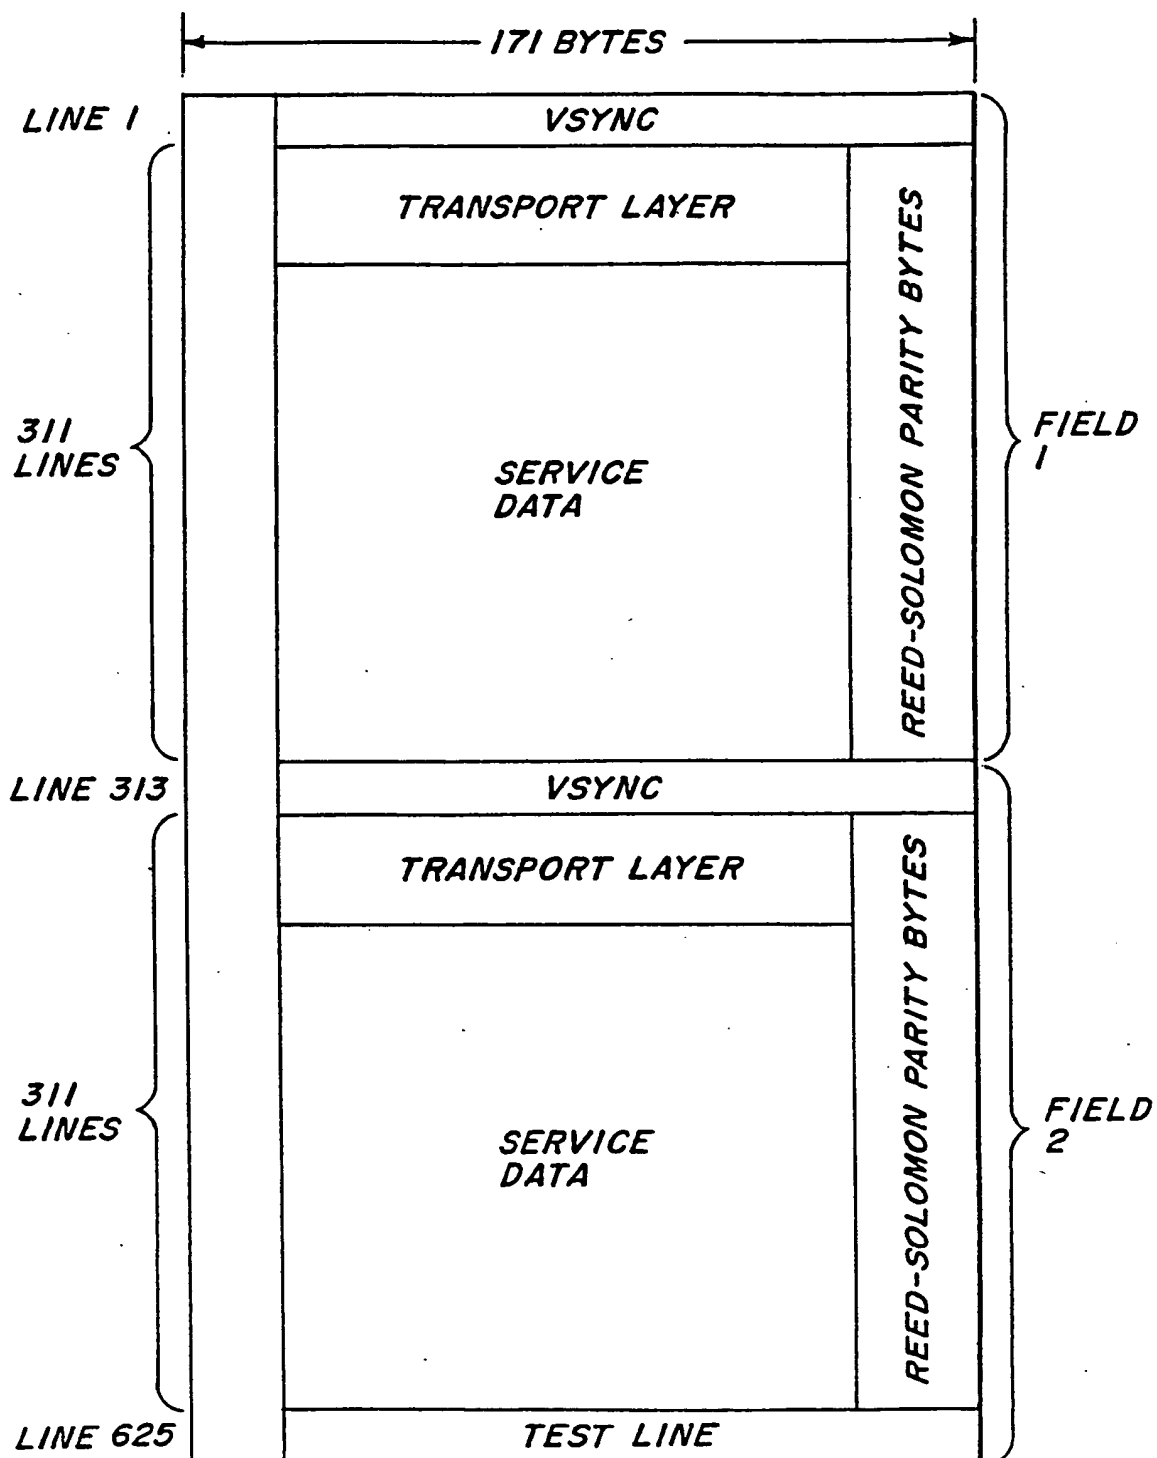 171 BYTES
LINE 1
VSYNC
TRANSPORT LAYER
REED-SOLOMON PARITY BYTES
311
LINES
SERVICE
DATA
FIELD
1
LINE 313
VSYNC
TRANSPORT LAYER
REED-SOLOMON PARITY BYTES
311
LINES
SERVICE
DATA
FIELD
2
LINE 625
TEST LINE